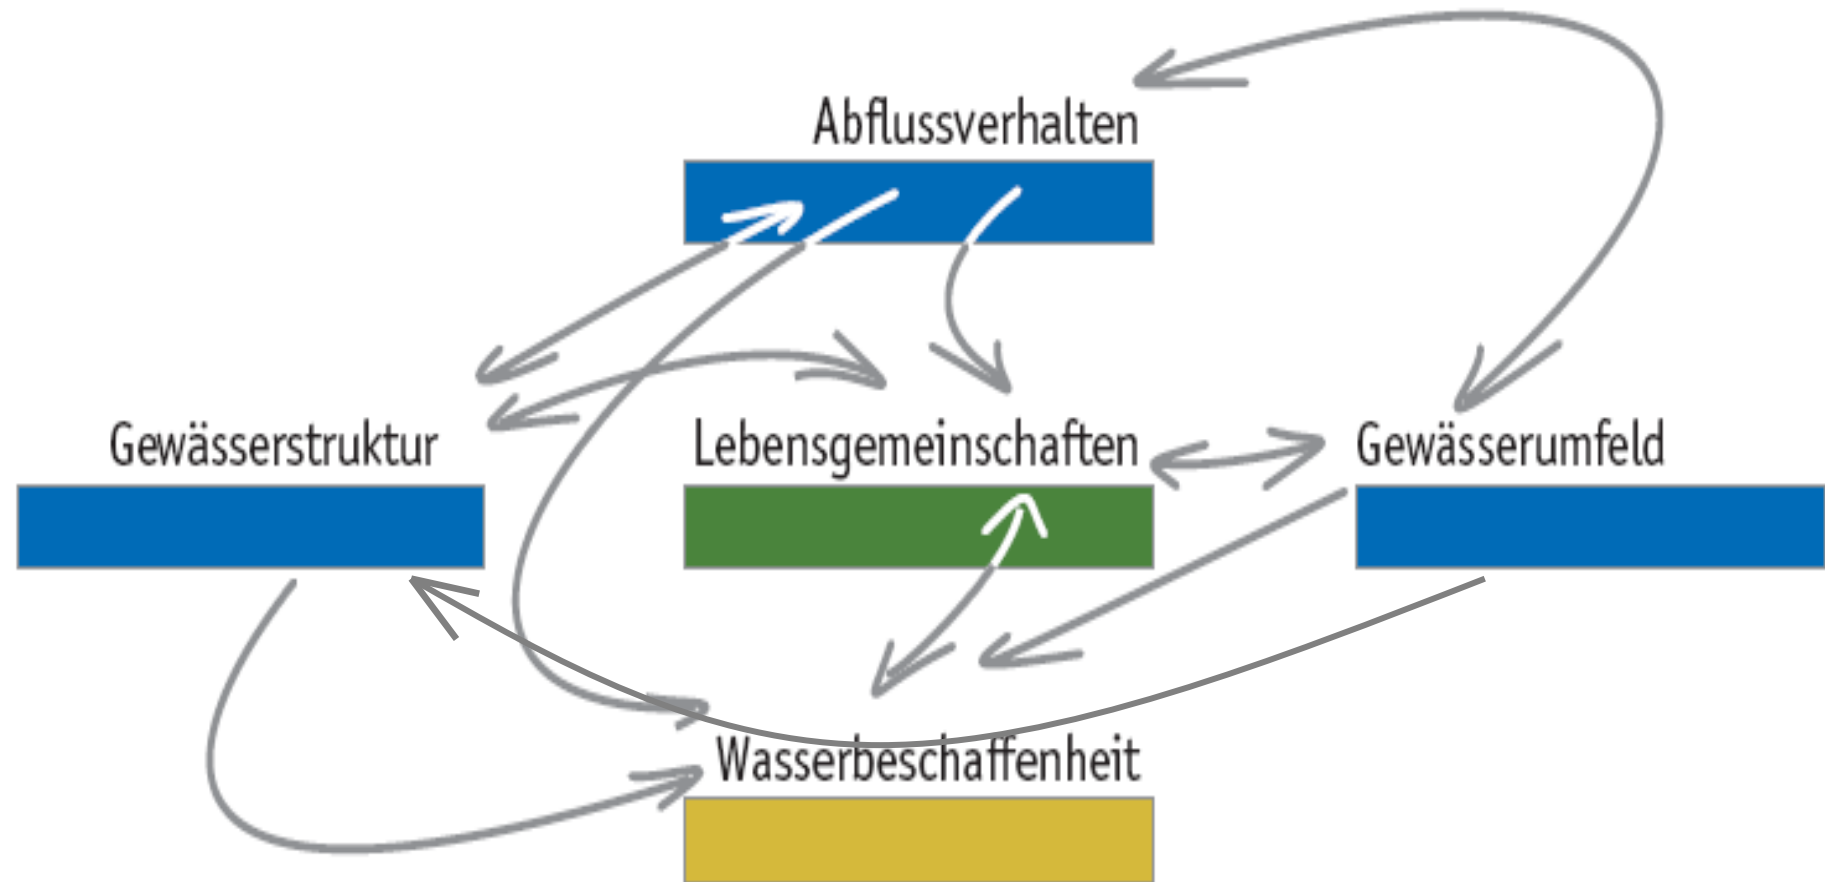 Abflussverhalten
Gewässerstruktur
Lebensgemeinschaften
Gewässerumfeld
Wasserbeschaffenheit